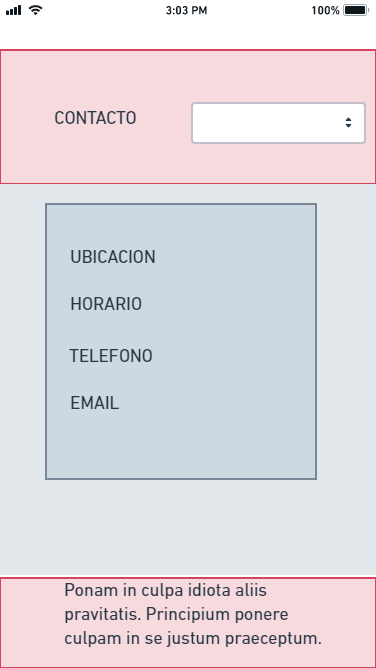 3:03 PM
100%
CONTACTO
UBICACION
HORARIO
TELEFONO
EMAIL
Ponam in culpa idiota aliis
pravitatis. Principium ponere
culpam in se justum praeceptum.